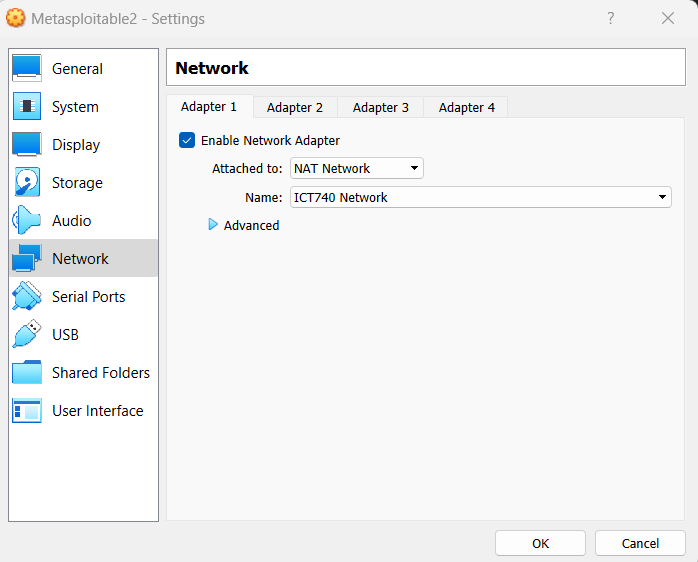 Metasploitable2 - Settings
?
General
System
Display
Storage
Audio
Network
Serial Ports
USB
Shared Folders
User Interface
Network
Adapter 1 Adapter 2 Adapter 3 Adapter 4
Enable Network Adapter
Attached to: NAT Network
Name: ICT740 Network
Advanced
OK Cancel